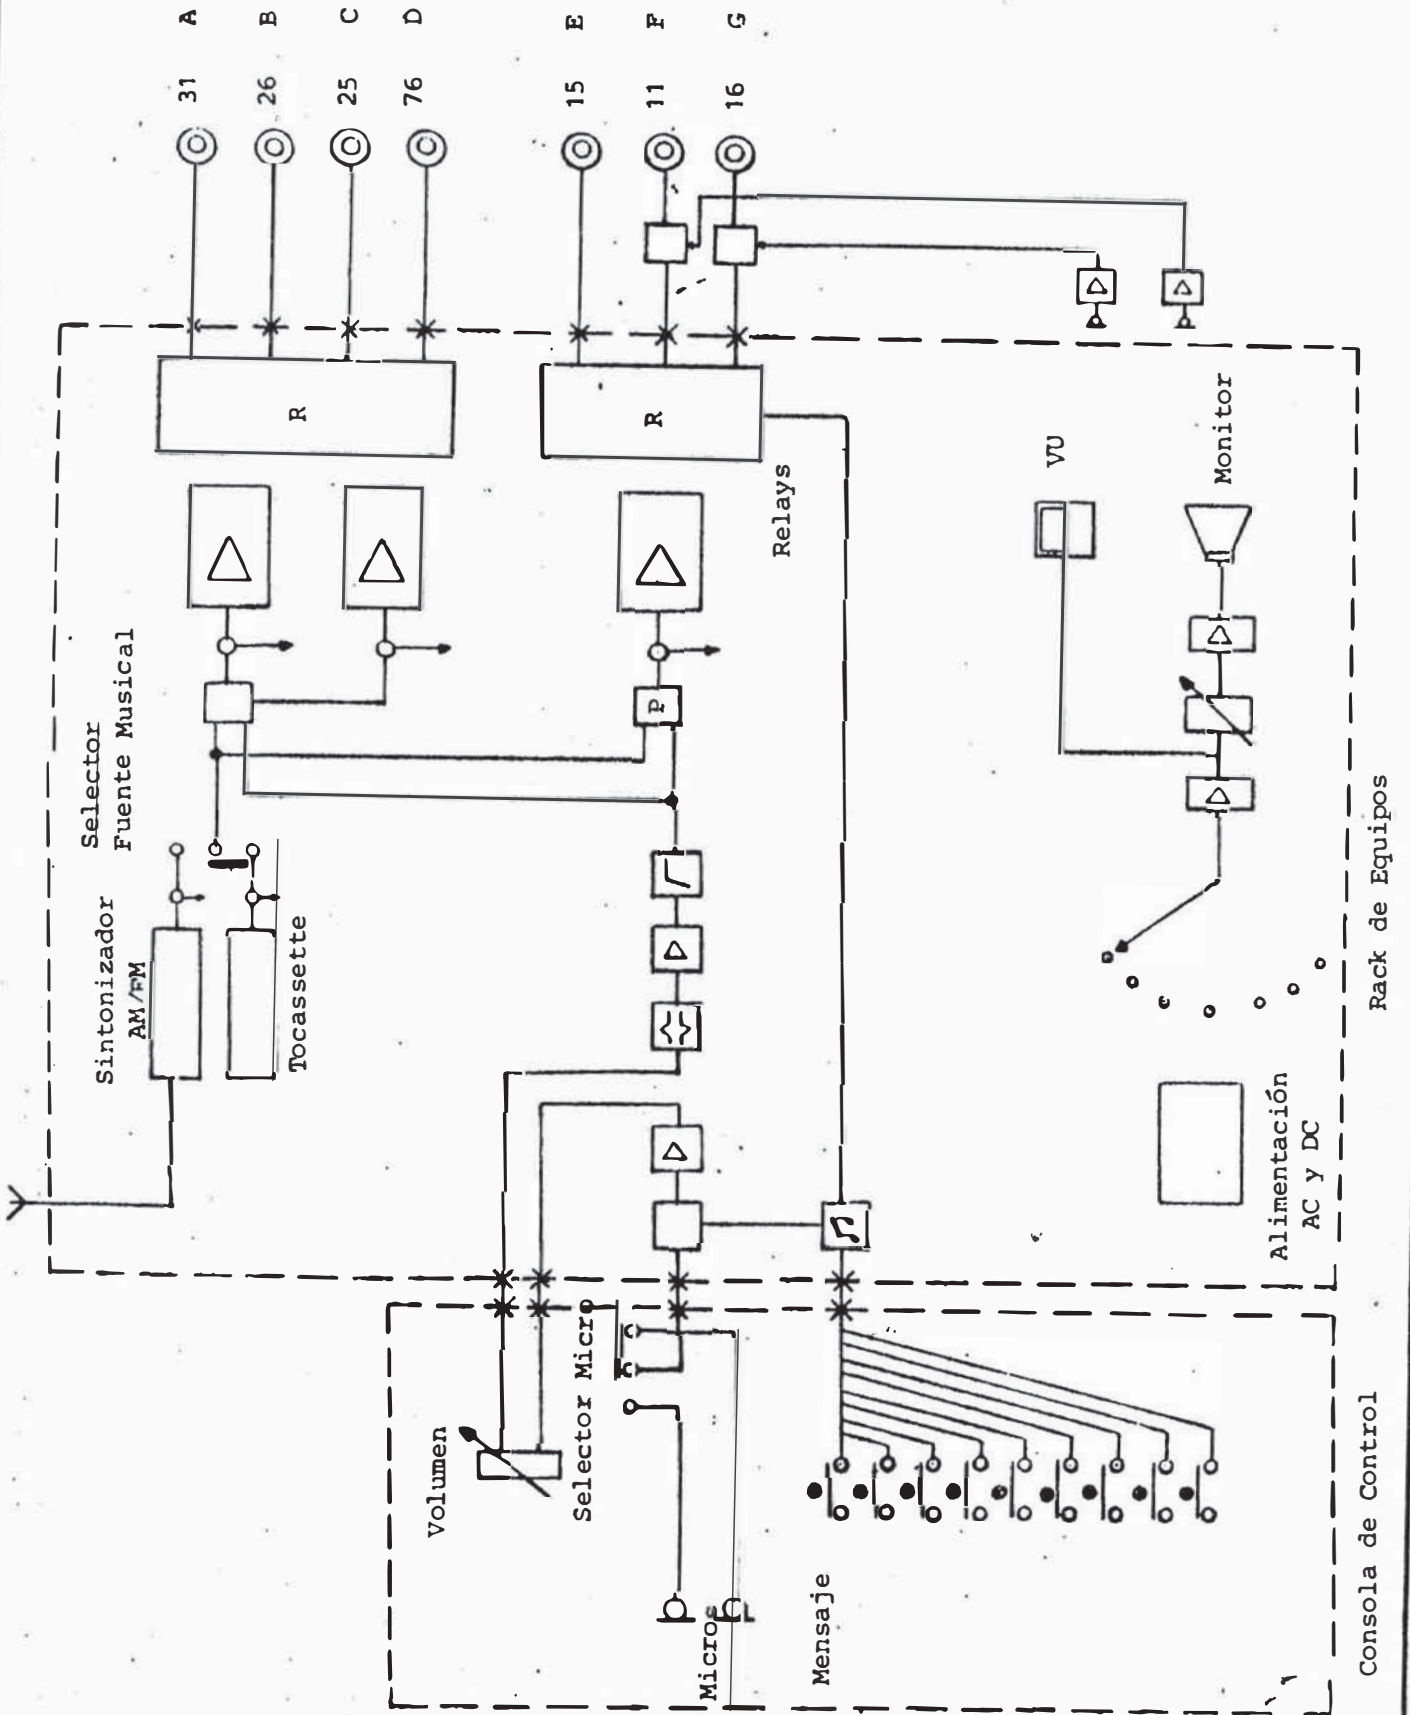 A
B
C
D
E
F
G
31
26
25
76
15
11
16
R
R
Relays
VU
Monitor
Selector
Fuente Musical
P
Sintonizador
AM/FM
Tocassette
Alimentación
AC y DC
Rack de Equipos
Volumen
Selector Micro
Micros
Mensaje
Consola de Control